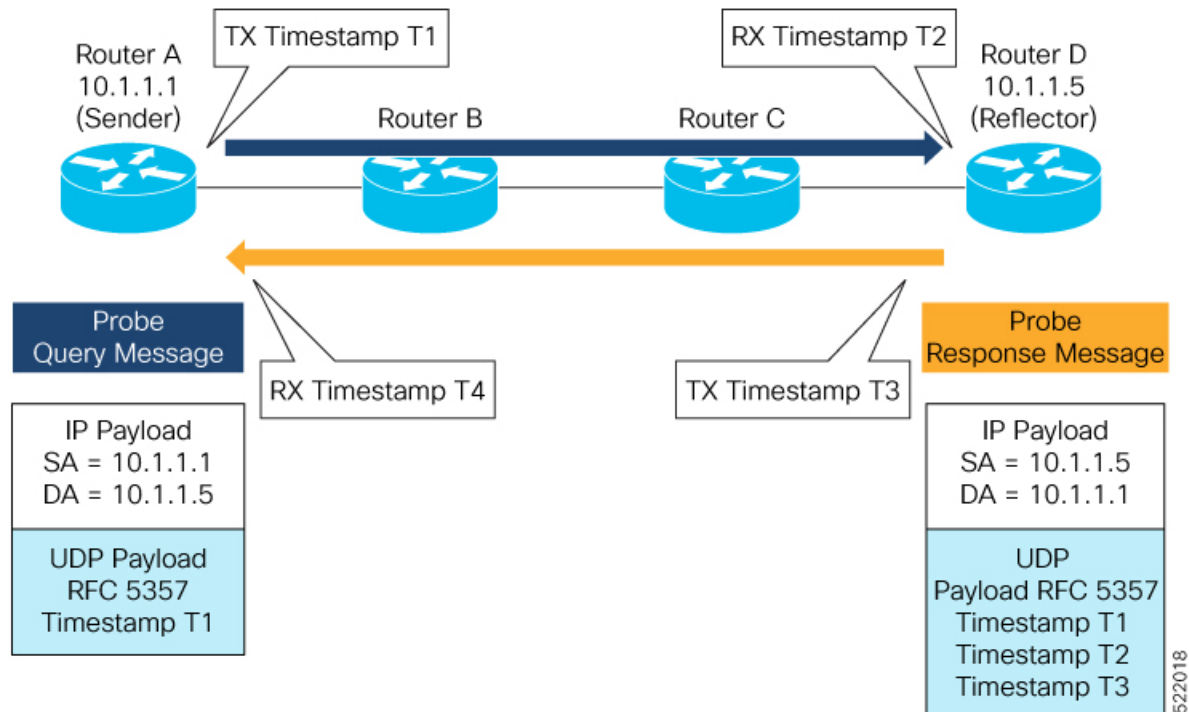 TX Timestamp T1
RX Timestamp T2
Router A
10.1.1.1
(Sender)
Router B
Router C
Router D
10.1.1.5
(Reflector)
Probe
Query Message
RX Timestamp T4
TX Timestamp T3
Probe
Response Message
IP Payload
SA = 10.1.1.1
DA = 10.1.1.5
UDP Payload
RFC 5357
Timestamp T1
IP Payload
SA = 10.1.1.5
DA = 10.1.1.1
UDP
Payload RFC 5357
Timestamp T1
Timestamp T2
Timestamp T3
522018